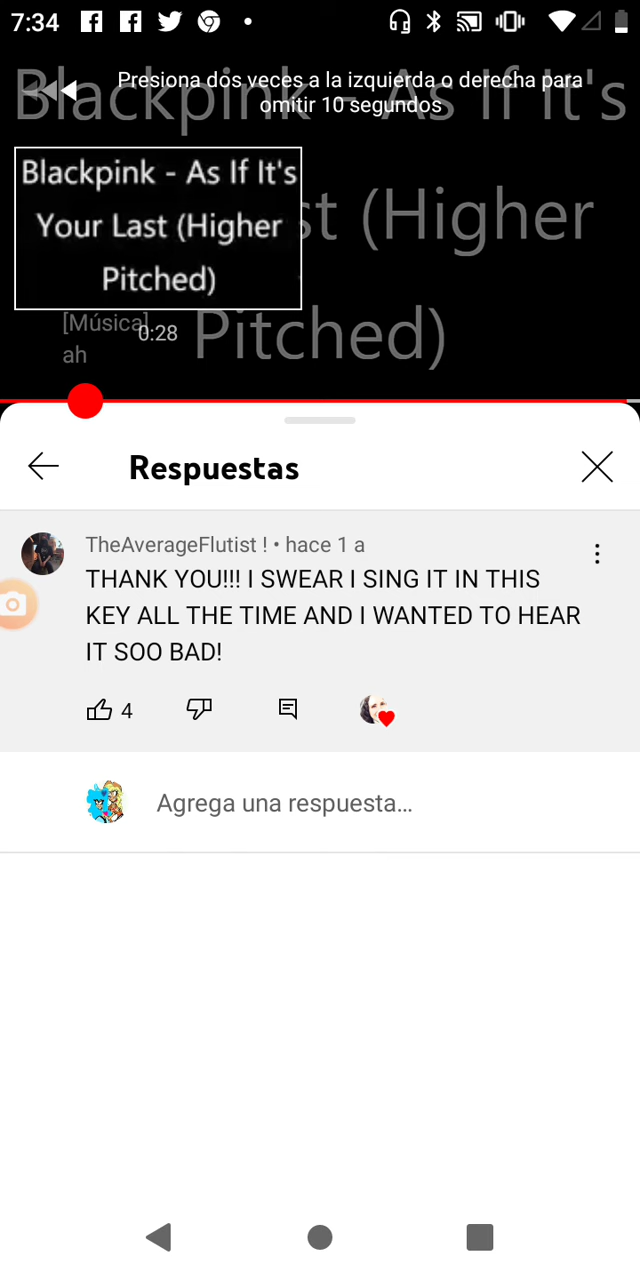 7:34
Presiona dos veces a la izquierda o derecha para
omitir 10 segundos
Blackpink - As If It's
st (Higher
Pitched)
Blackpink - As If It's
Your Last (Higher
Pitched)
[Música]
ah
0:28
Respuestas
TheAverageFlutist ! • hace 1 a
THANK YOU!!! I SWEAR I SING IT IN THIS
KEY ALL THE TIME AND I WANTED TO HEAR
IT SOO BAD!
4
Agrega una respuesta...